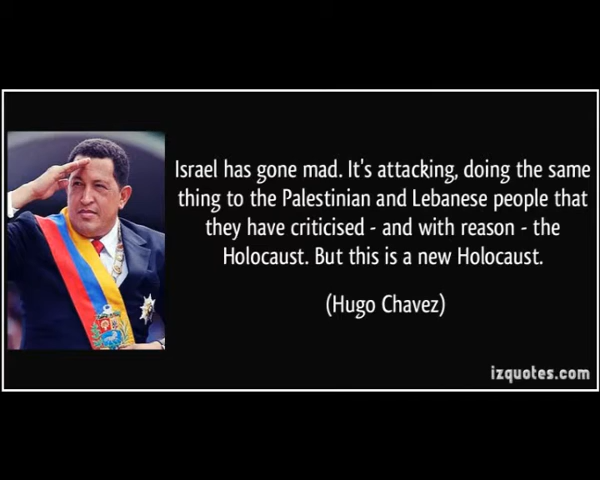 Israel has gone mad. It's attacking, doing the same
thing to the Palestinian and Lebanese people that
they have criticised - and with reason - the
Holocaust. But this is a new Holocaust.
(Hugo Chavez)
izquotes.com